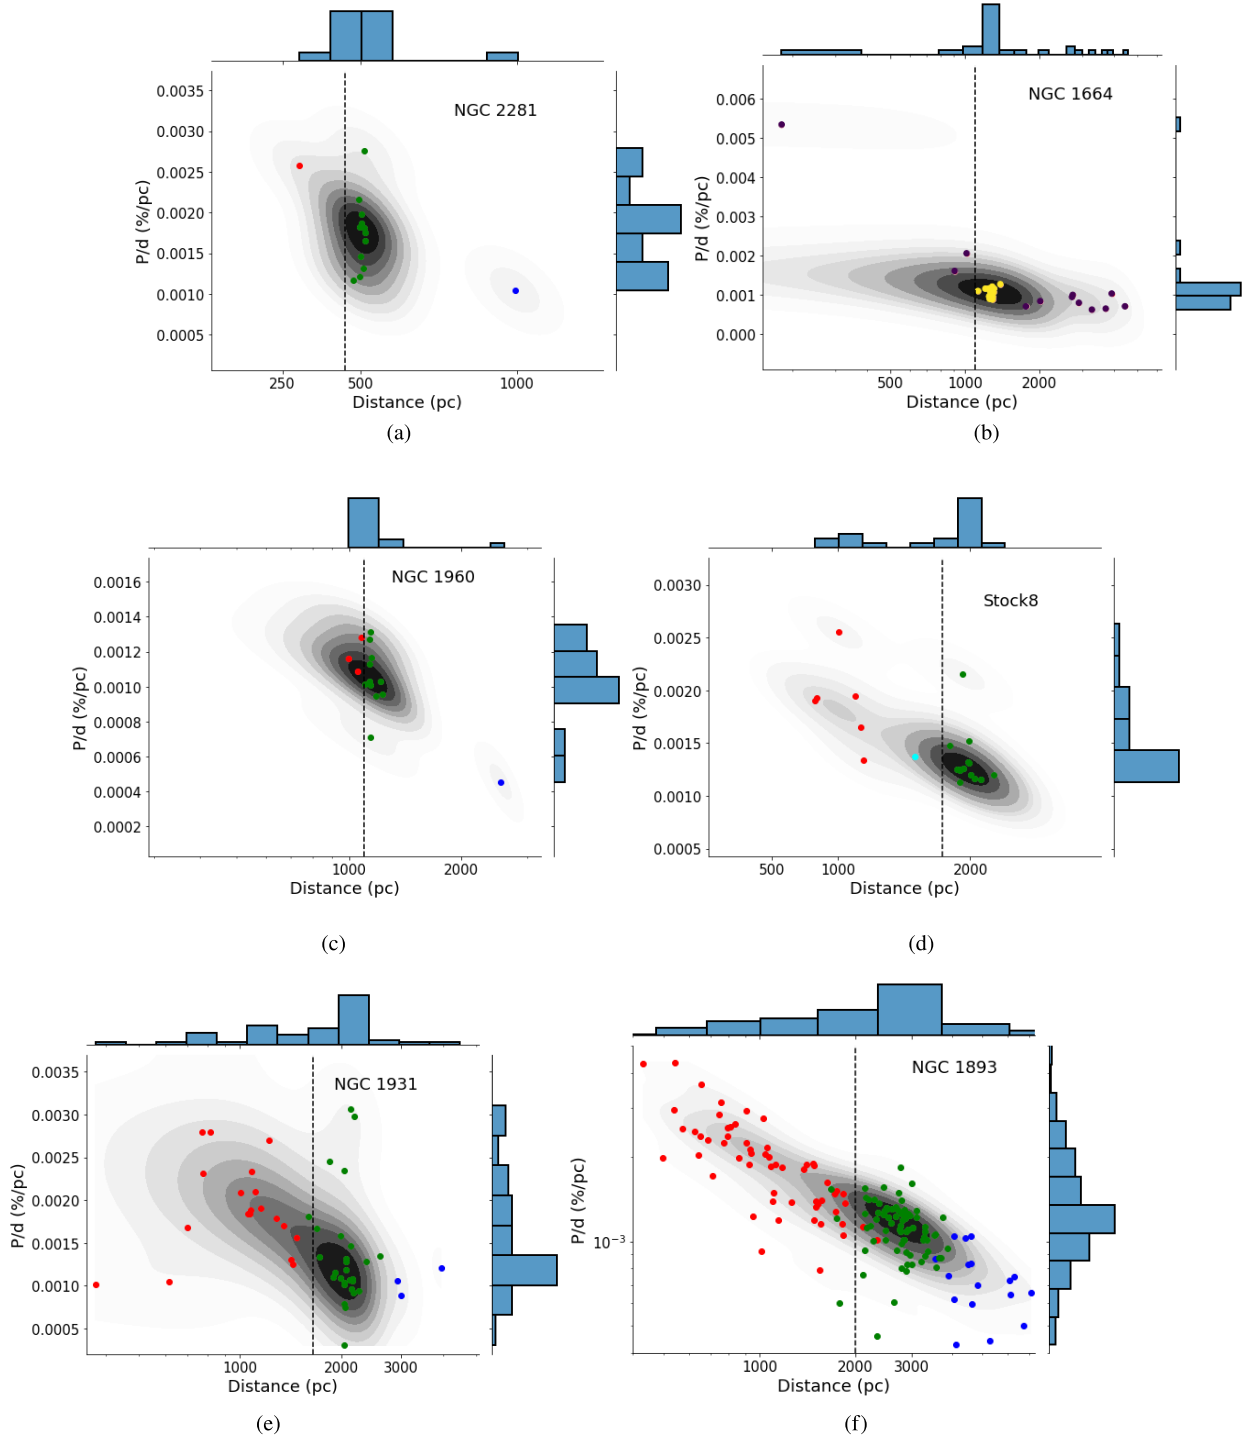 NGC 2281
0.0035
0.0030
0.0025
0.0020
0.0015
0.0010
0.0005
P/d (%/pc)
250 500 1000
Distance (pc)
(a)
NGC 1664
0.006
0.005
0.004
0.003
0.002
0.001
0.000
P/d (%/pc)
500 1000 2000
Distance (pc)
(b)
NGC 1960
0.0016
0.0014
0.0012
0.0010
0.0008
0.0006
0.0004
0.0002
P/d (%/pc)
1000 2000
Distance (pc)
(c)
Stock8
0.0030
0.0025
0.0020
0.0015
0.0010
0.0005
P/d (%/pc)
500 1000 2000
Distance (pc)
(d)
NGC 1931
0.0035
0.0030
0.0025
0.0020
0.0015
0.0010
0.0005
P/d (%/pc)
1000 2000 3000
Distance (pc)
(e)
NGC 1893
10⁻³
P/d (%/pc)
1000 2000 3000
Distance (pc)
(f)